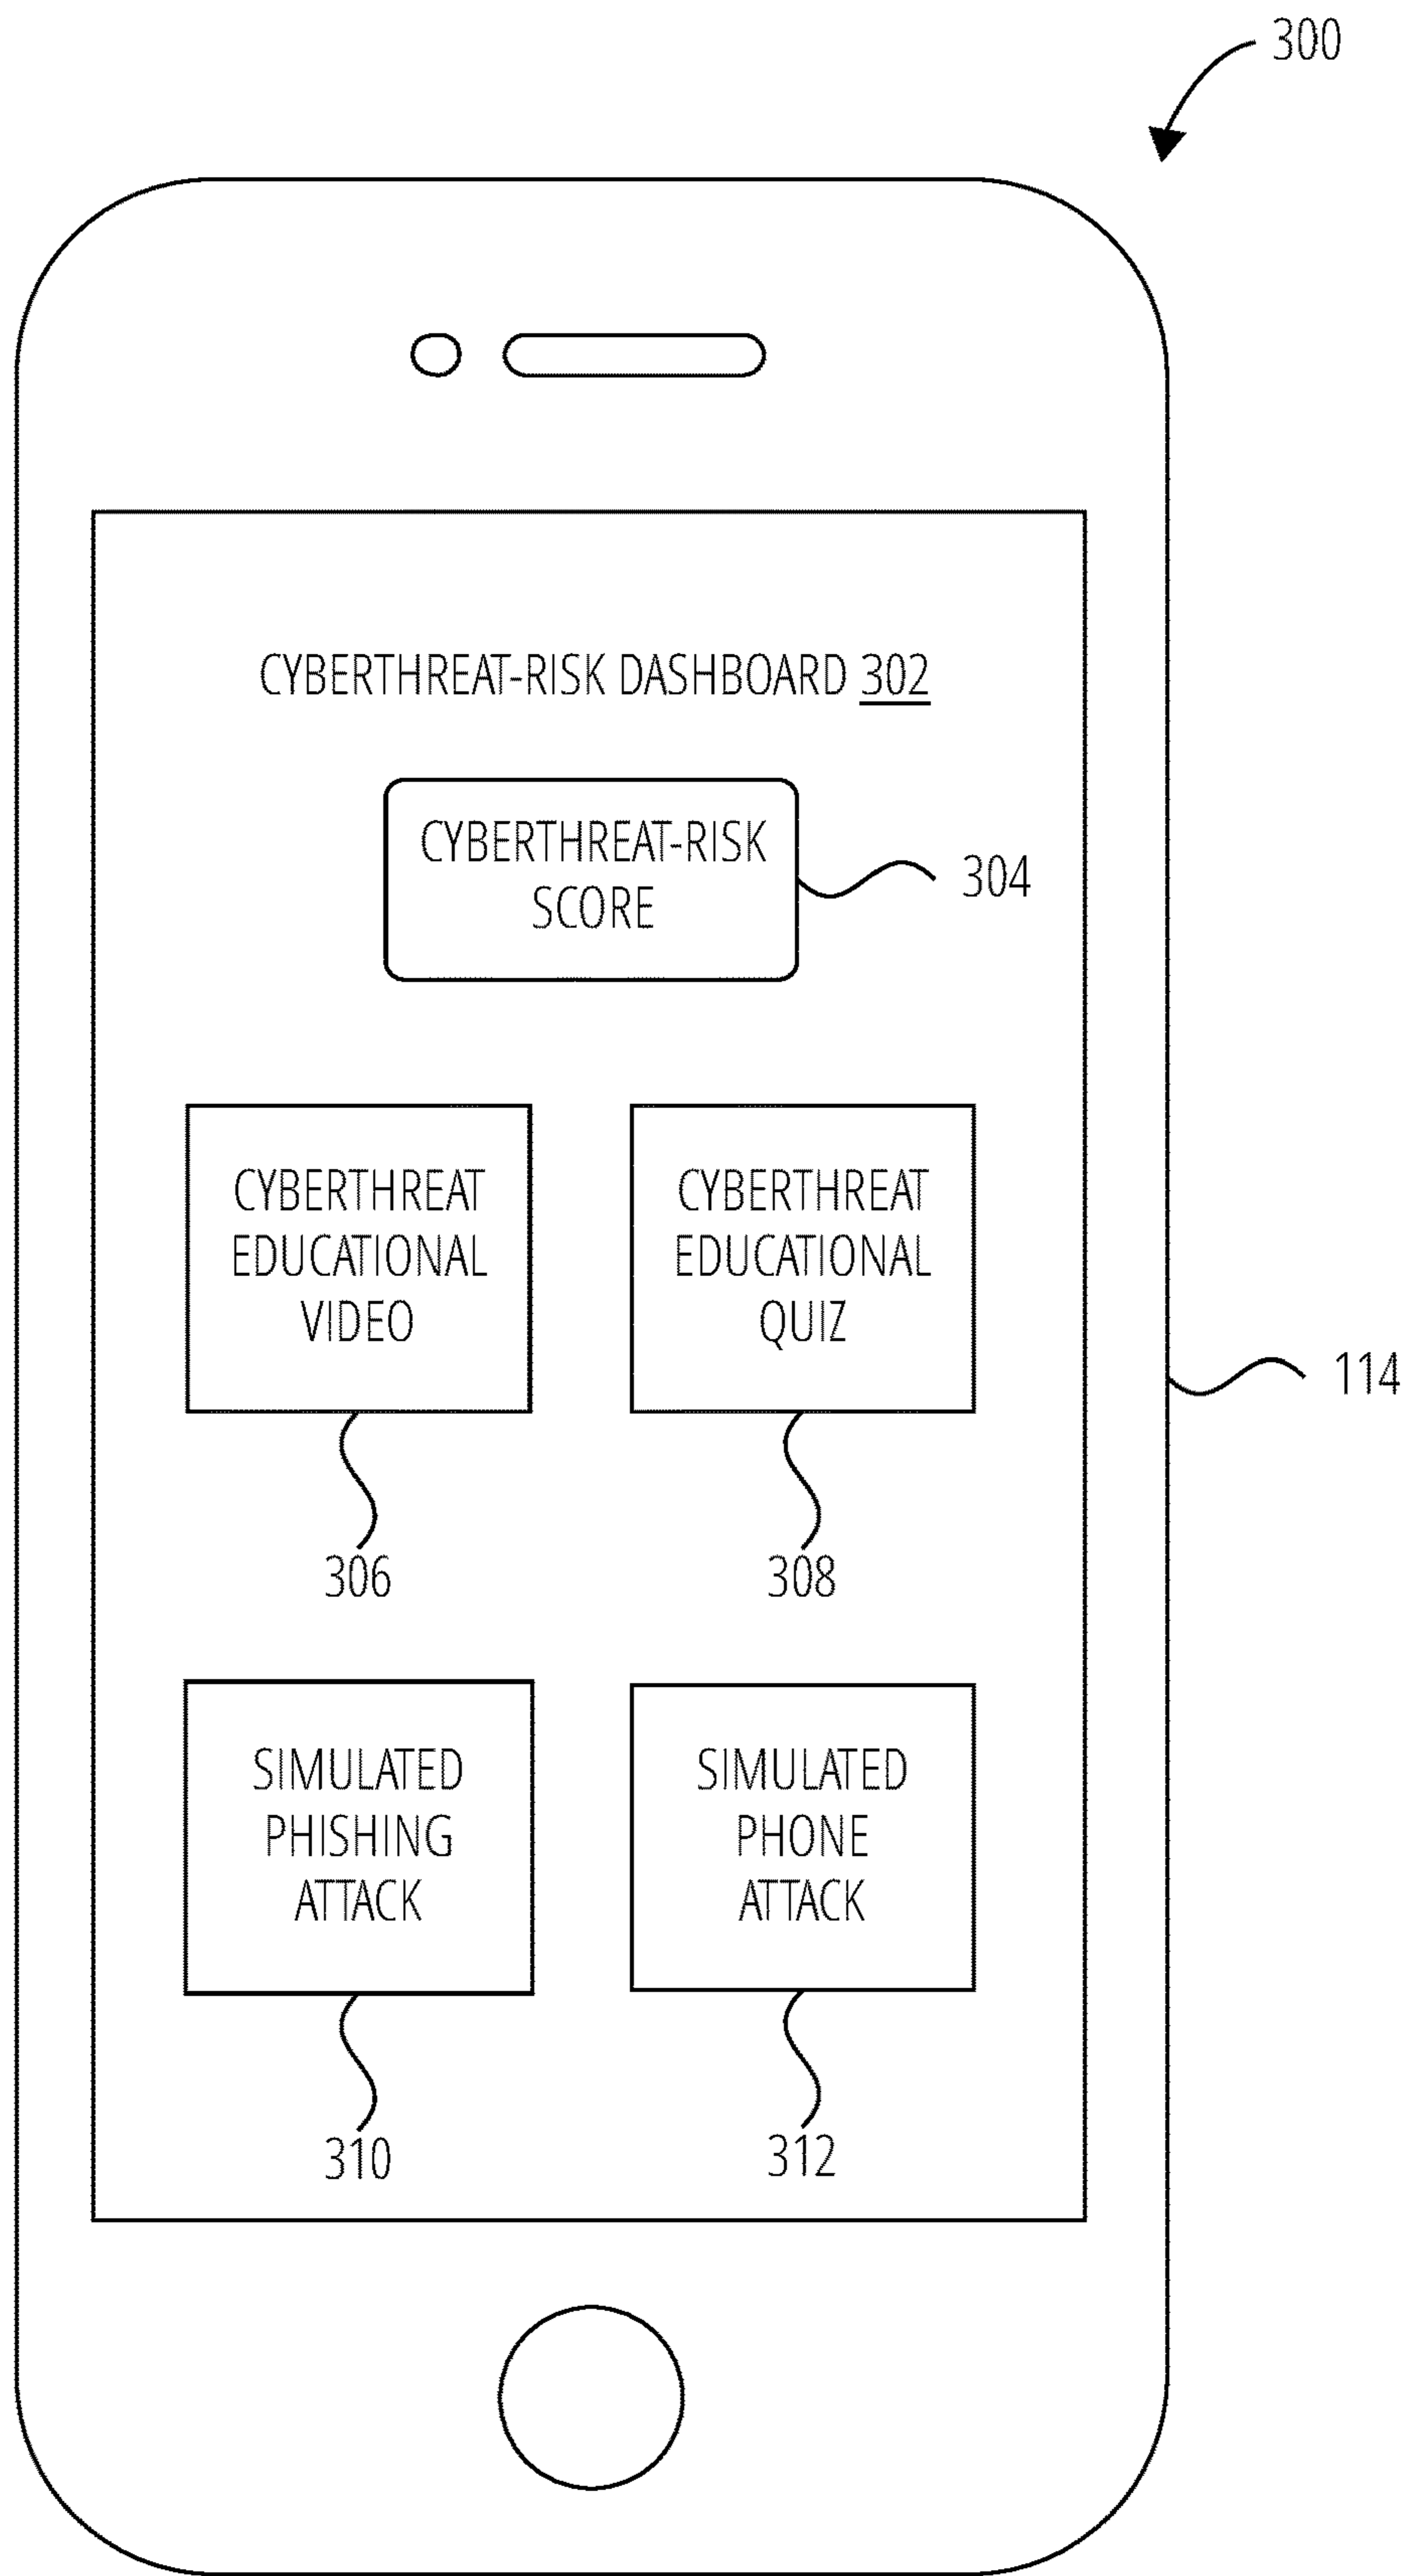 300
CYBERTHREAT-RISK DASHBOARD 302
CYBERTHREAT-RISK
SCORE
304
CYBERTHREAT
EDUCATIONAL
VIDEO
306
CYBERTHREAT
EDUCATIONAL
QUIZ
308
114
SIMULATED
PHISHING
ATTACK
310
SIMULATED
PHONE
ATTACK
312